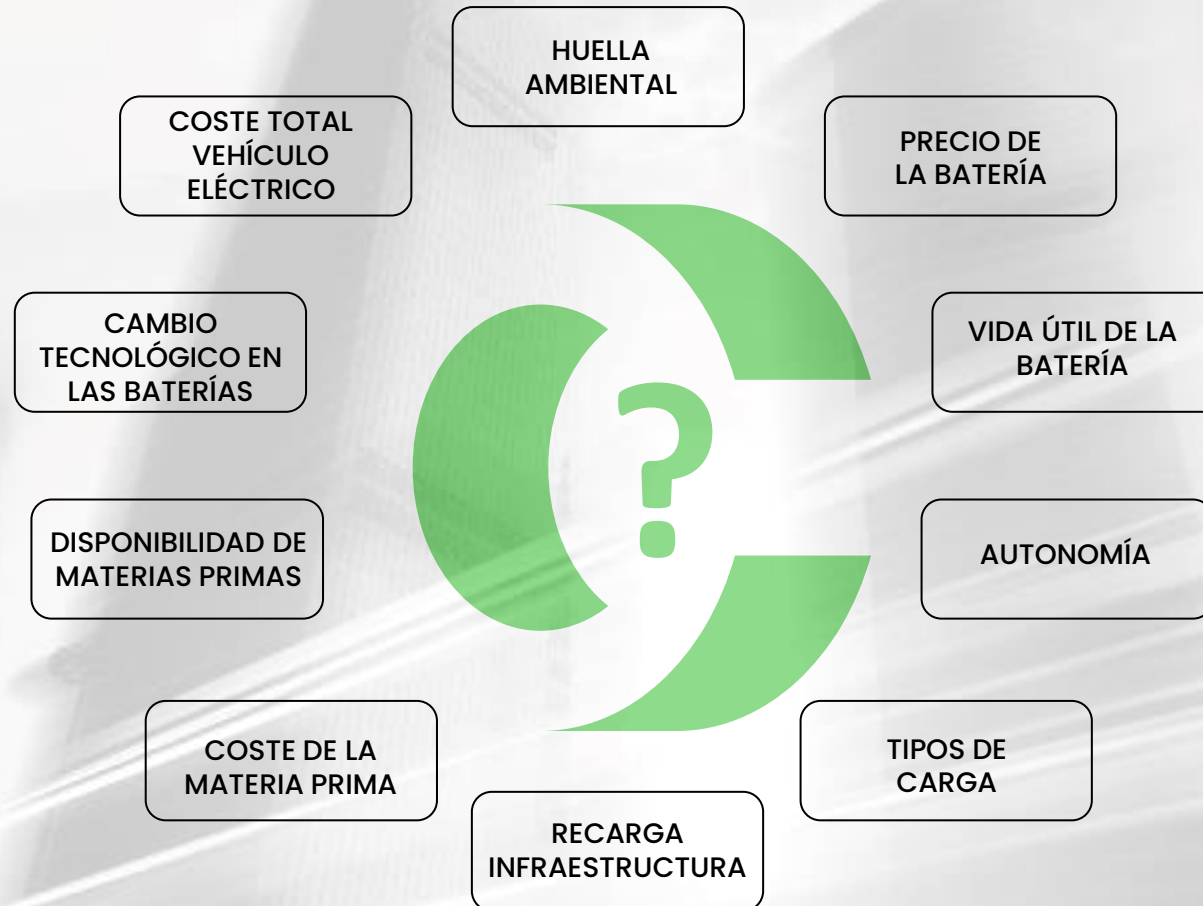 HUELLA
AMBIENTAL
PRECIO DE
LA BATERÍA
VIDA ÚTIL DE LA
BATERÍA
AUTONOMÍA
TIPOS DE
CARGA
RECARGA
INFRAESTRUCTURA
COSTE DE LA
MATERIA PRIMA
DISPONIBILIDAD DE
MATERIAS PRIMAS
CAMBIO
TECNOLÓGICO EN
LAS BATERÍAS
COSTE TOTAL
VEHÍCULO
ELÉCTRICO
?